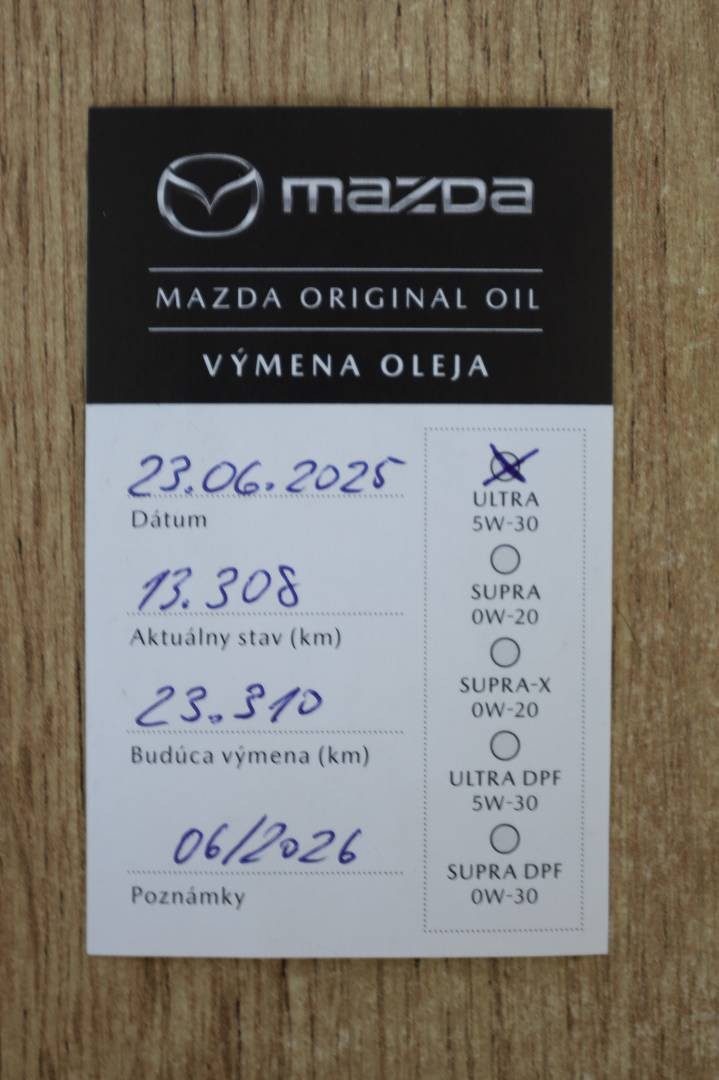 mazda
MAZDA ORIGINAL OIL
VÝMENA OLEJA
23.06.2025
Dátum
13.308
Aktuálny stav (km)
23.310
Budúca výmena (km)
06/2026
Poznámky
ULTRA
5W-30
SUPRA
0W-20
SUPRA-X
0W-20
ULTRA DPF
5W-30
SUPRA DPF
0W-30